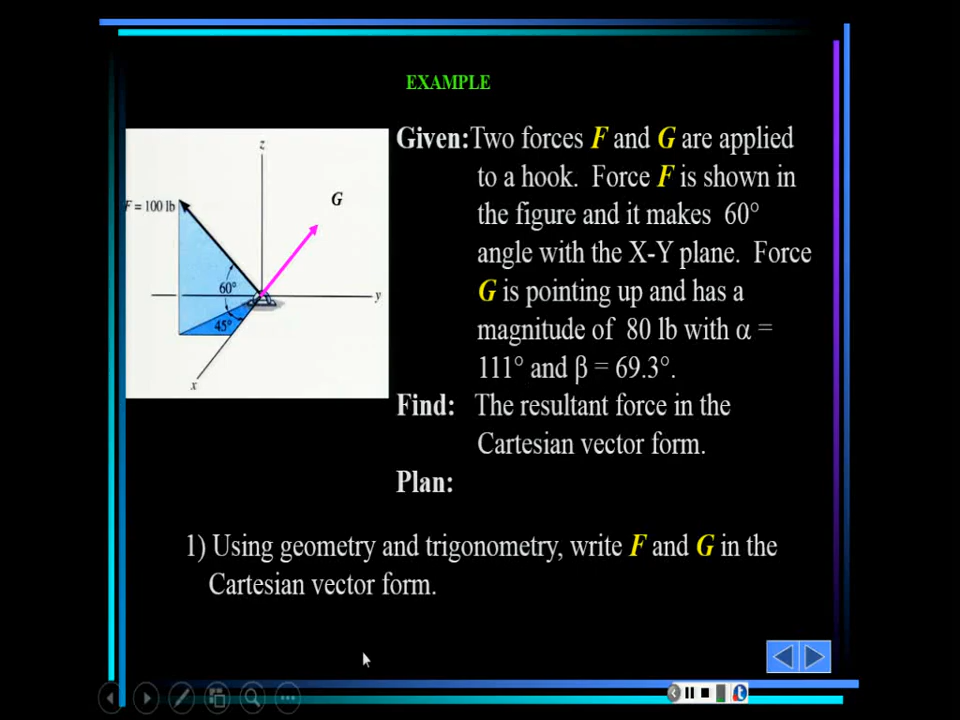 EXAMPLE
z
G
F = 100 lb
60°
y
45°
x
Given:Two forces F and G are applied
to a hook. Force F is shown in
the figure and it makes 60°
angle with the X-Y plane. Force
G is pointing up and has a
magnitude of 80 lb with α =
111° and β = 69.3°.
Find: The resultant force in the
Cartesian vector form.
Plan:
1) Using geometry and trigonometry, write F and G in the
Cartesian vector form.